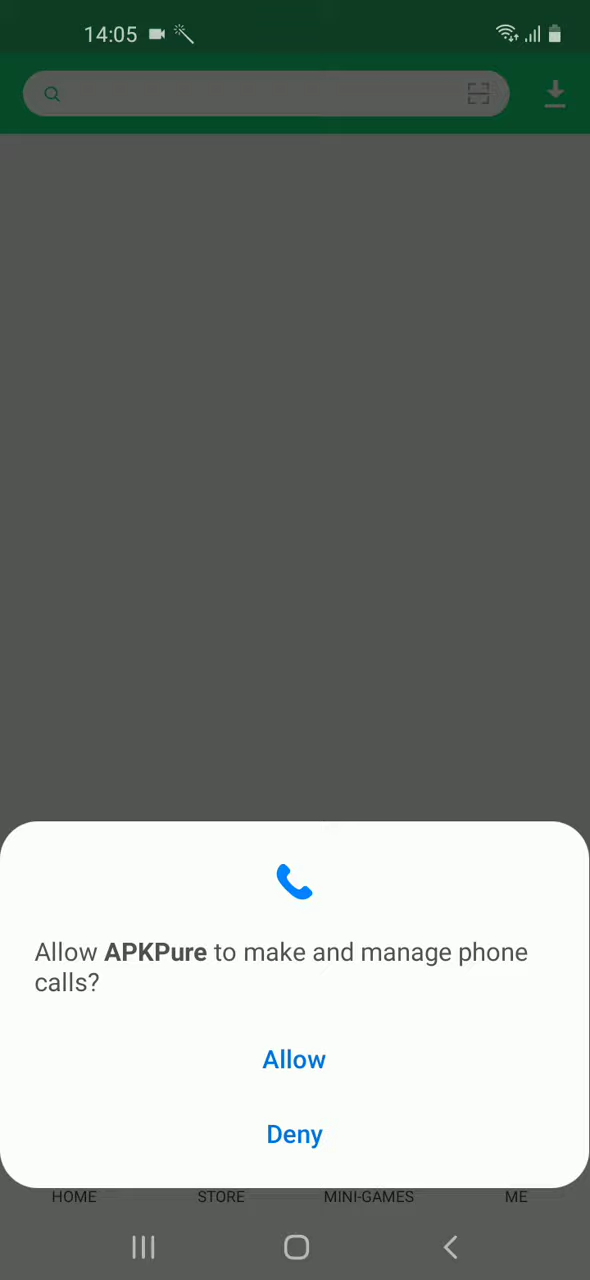 14:05
Allow APKPure to make and manage phone
calls?
Allow
Deny
HOME STORE MINI-GAMES ME